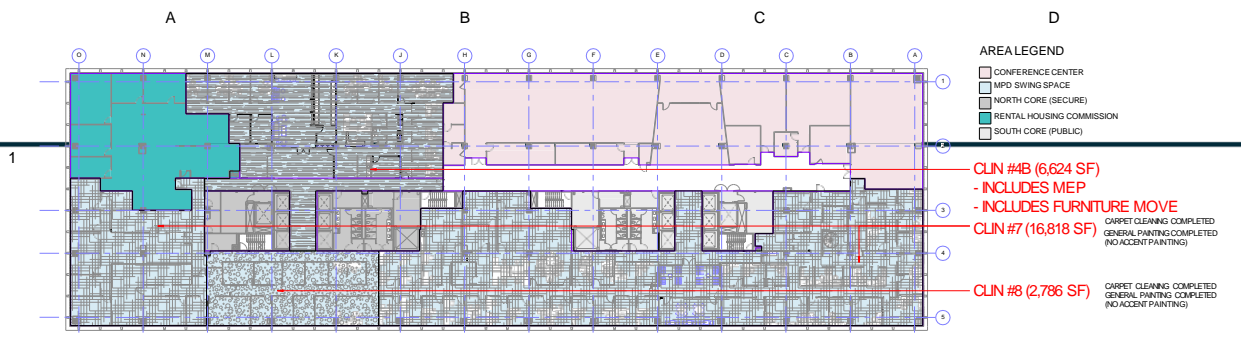 A B C D
O N M L K J H G F E D C B A
AREA LEGEND
CONFERENCE CENTER
MPD SWING SPACE
NORTH CORE (SECURE)
RENTAL HOUSING COMMISSION
SOUTH CORE (PUBLIC)
1
2
1
CLIN #4B (6,624 SF)
- INCLUDES MEP
- INCLUDES FURNITURE MOVE
3
CLIN #7 (16,818 SF)
CARPET CLEANING COMPLETED
GENERAL PAINTING COMPLETED
(NO ACCENT PAINTING)
4
CLIN #8 (2,786 SF)
CARPET CLEANING COMPLETED
GENERAL PAINTING COMPLETED
(NO ACCENT PAINTING)
5